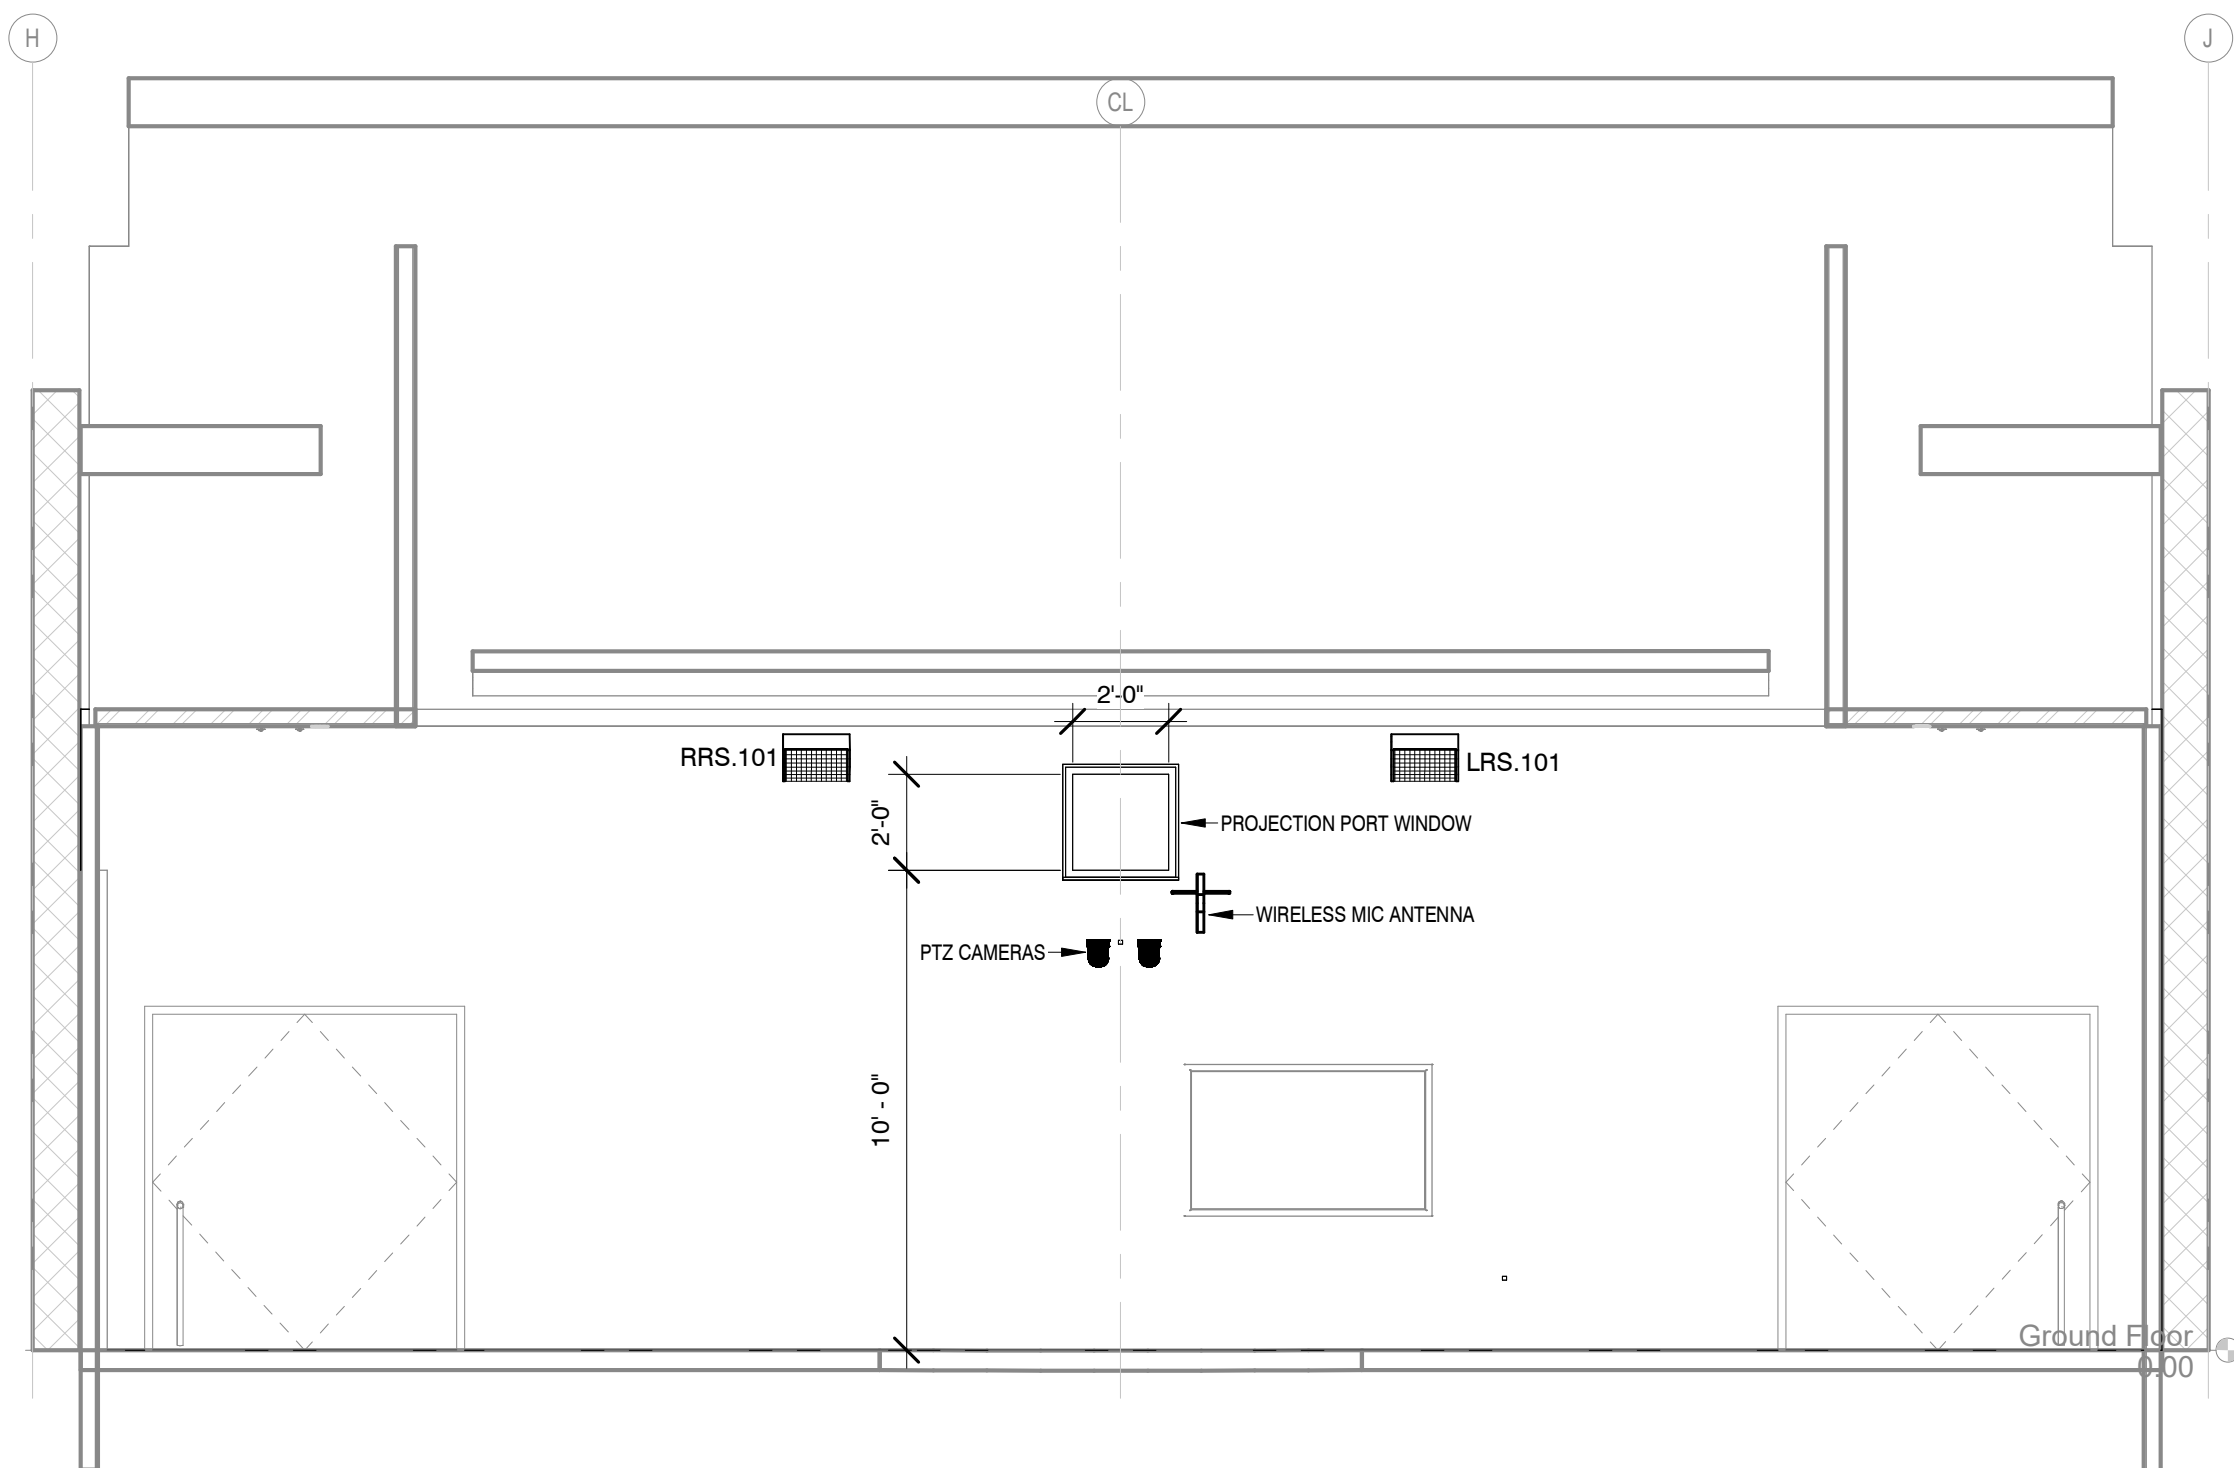 H
J
CL
2'-0"
RRS.101
LRS.101
2'-0"
PROJECTION PORT WINDOW
WIRELESS MIC ANTENNA
PTZ CAMERAS
10' - 0"
Ground Floor
0.00